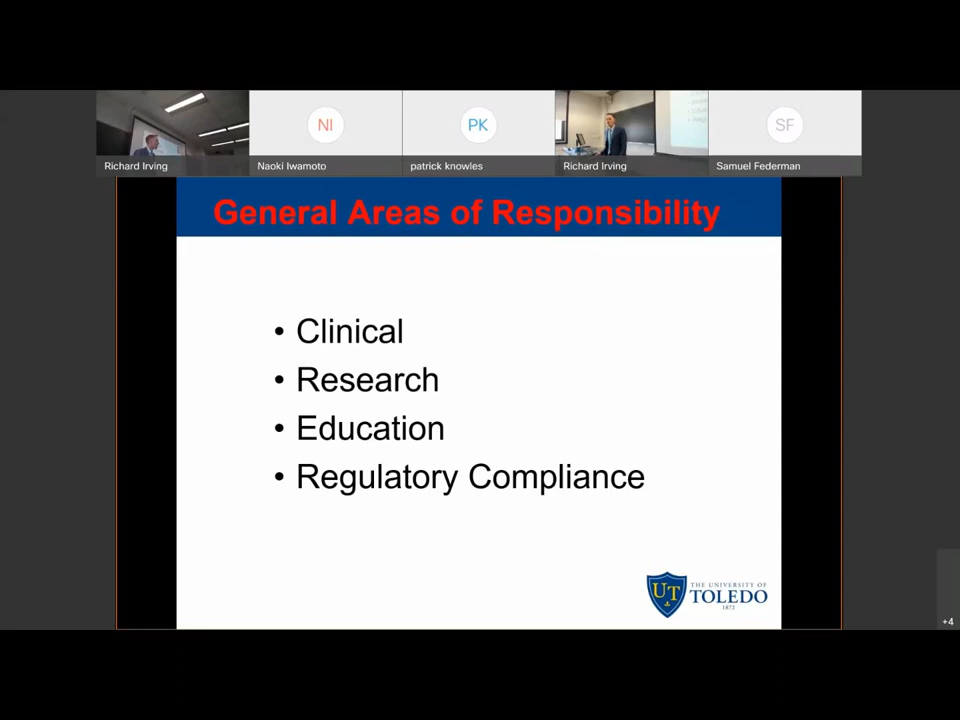 NI
PK
SF
Richard Irving
Naoki Iwamoto
patrick knowles
Richard Irving
Samuel Federman
General Areas of Responsibility
• Clinical
• Research
• Education
• Regulatory Compliance
UT
THE UNIVERSITY OF
TOLEDO
1872
+4